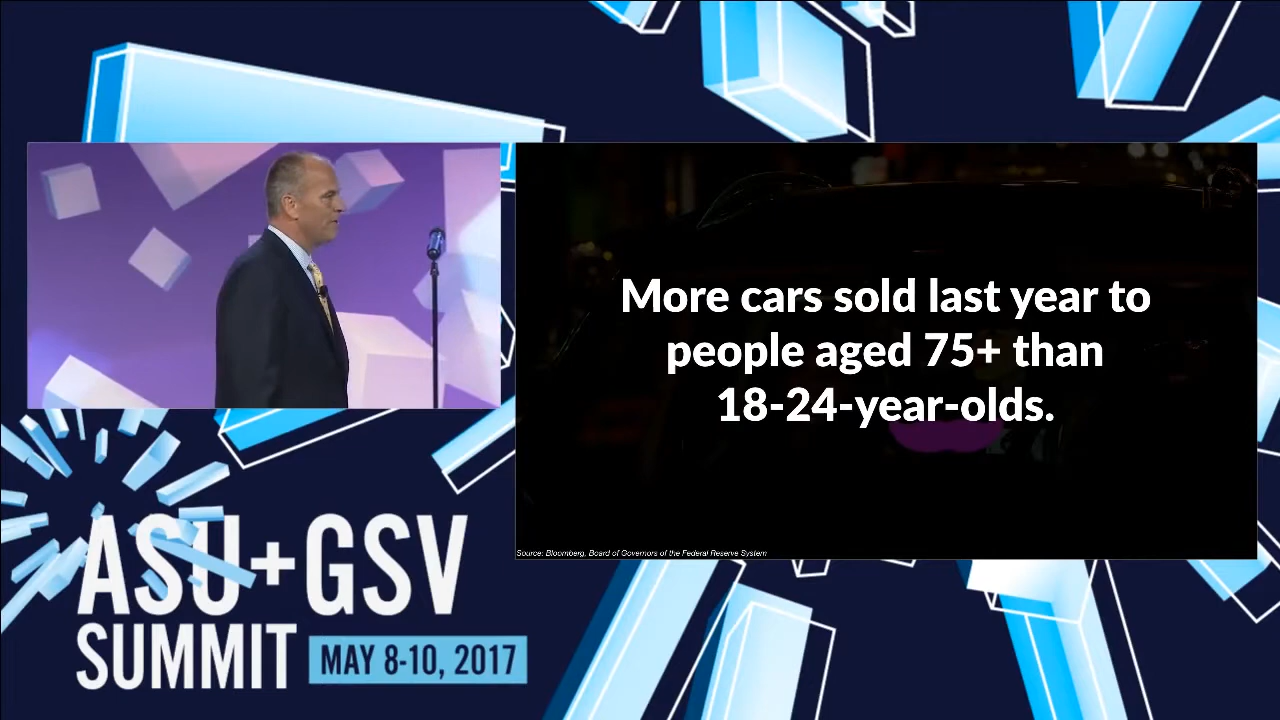 More cars sold last year to
people aged 75+ than
18-24-year-olds.
Source: Bloomberg, Board of Governors of the Federal Reserve System
ASU+GSV
SUMMIT
MAY 8-10, 2017